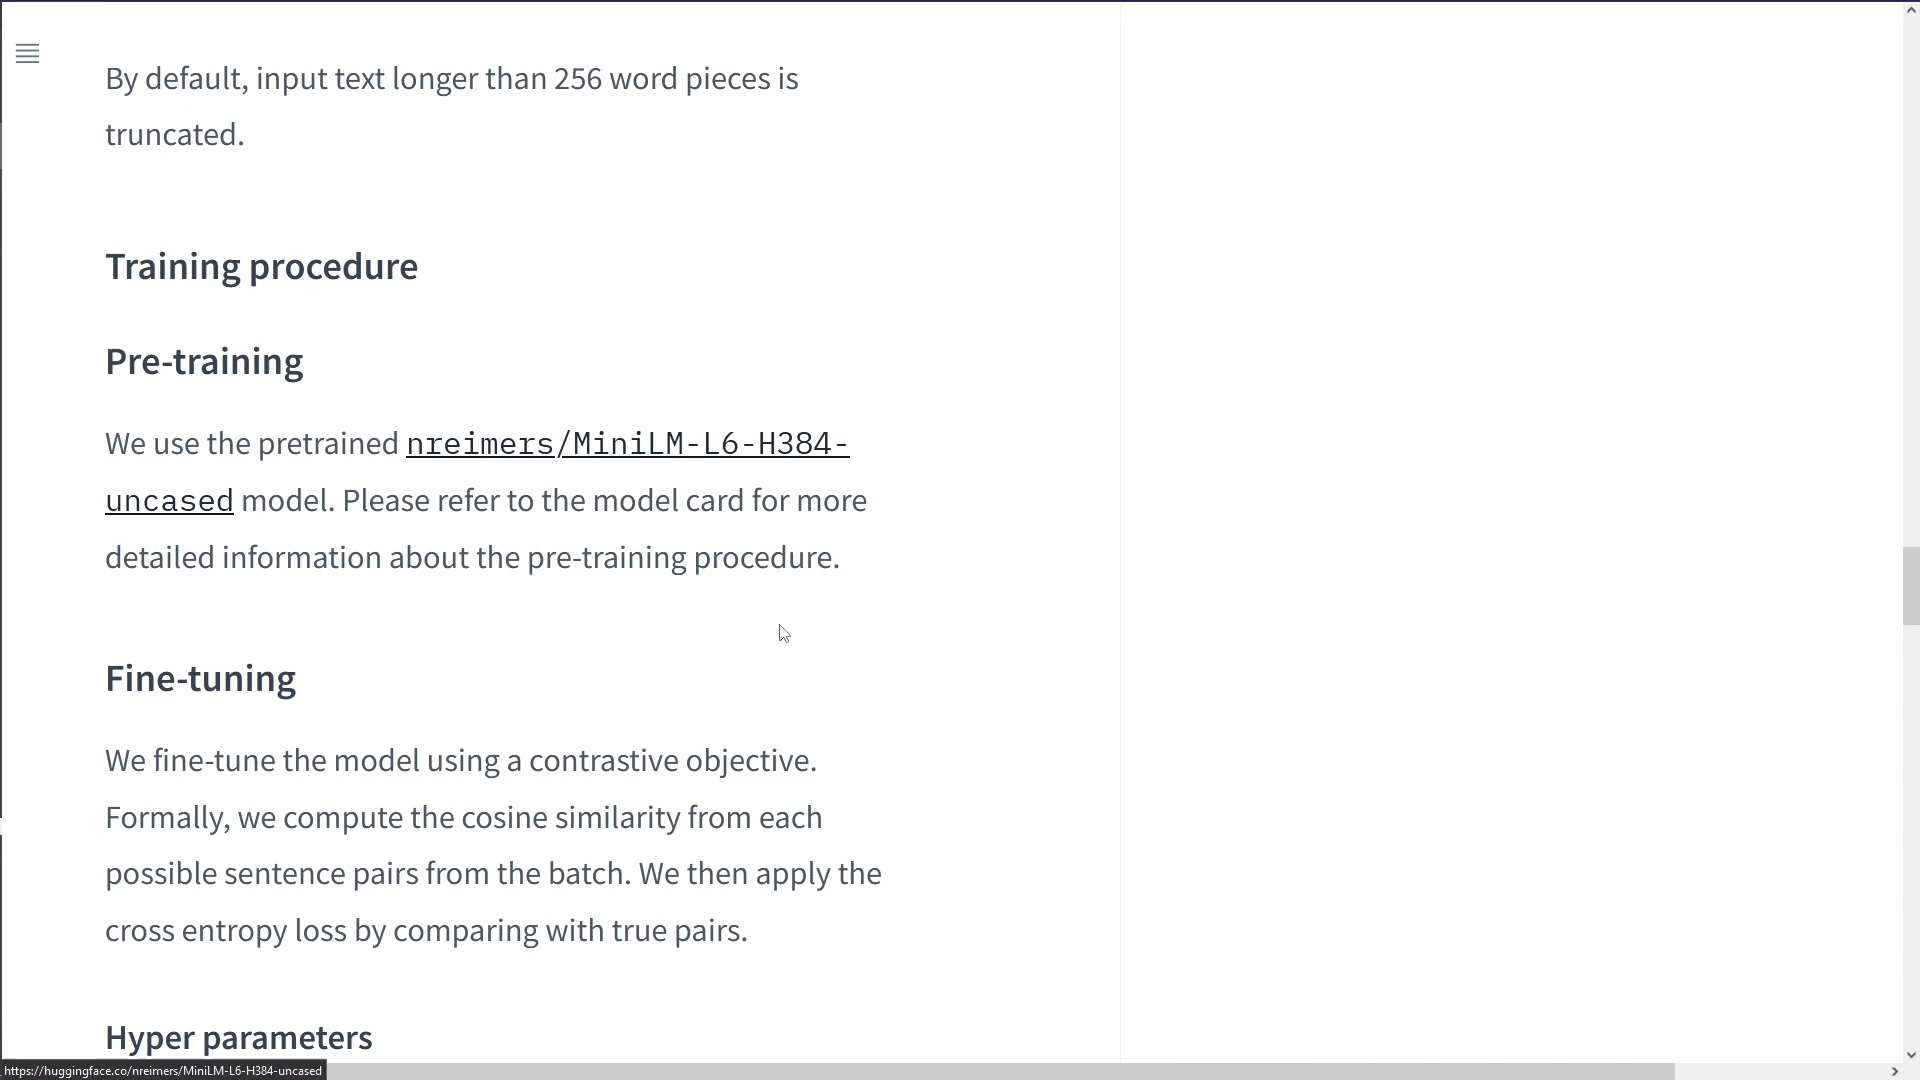 By default, input text longer than 256 word pieces is
truncated.
Training procedure
Pre-training
We use the pretrained nreimers/MiniLM-L6-H384-
uncased model. Please refer to the model card for more
detailed information about the pre-training procedure.
Fine-tuning
We fine-tune the model using a contrastive objective.
Formally, we compute the cosine similarity from each
possible sentence pairs from the batch. We then apply the
cross entropy loss by comparing with true pairs.
Hyper parameters
https://huggingface.co/nreimers/MiniLM-L6-H384-uncased